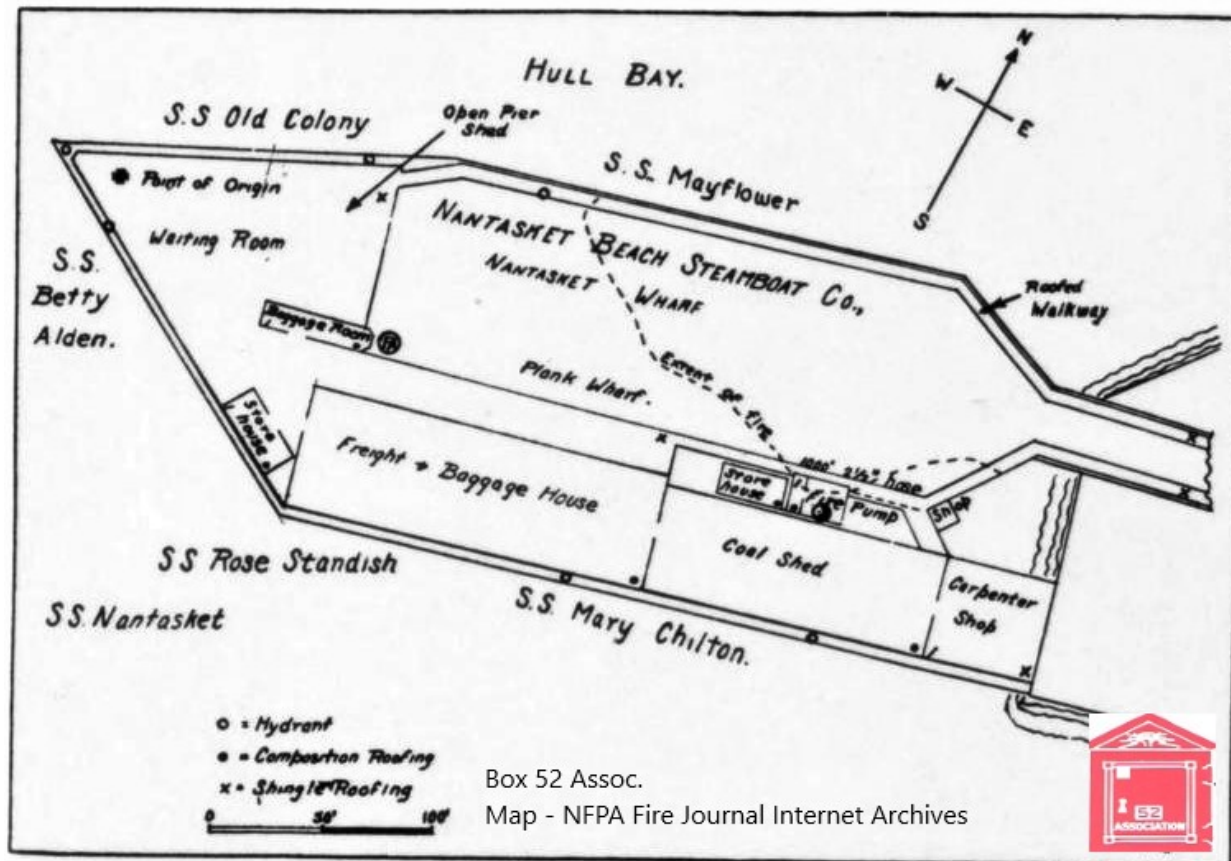 HULL BAY.
N
W
E
S
S.S Old Colony
Open Pier
Shed
S.S. Mayflower
Point of Origin
Waiting Room
NANTASKET BEACH STEAMBOAT CO.,
NANTASKET WHARF
Roofed
Walkway
S.S.
Betty
Alden.
Baggage Room
FA
Plank Wharf.
Extent of fire
Store
house
Freight + Baggage House
1000' 2½" hose
Store
house
Fire Pump
Shop
Coal Shed
Carpenter
Shop
SS Rose Standish
SS. Nantasket
S.S. Mary Chilton.
o = Hydrant
• = Composition Roofing
x = Shingle Roofing
0 50' 100'
Box 52 Assoc.
Map - NFPA Fire Journal Internet Archives
52
ASSOCIATION